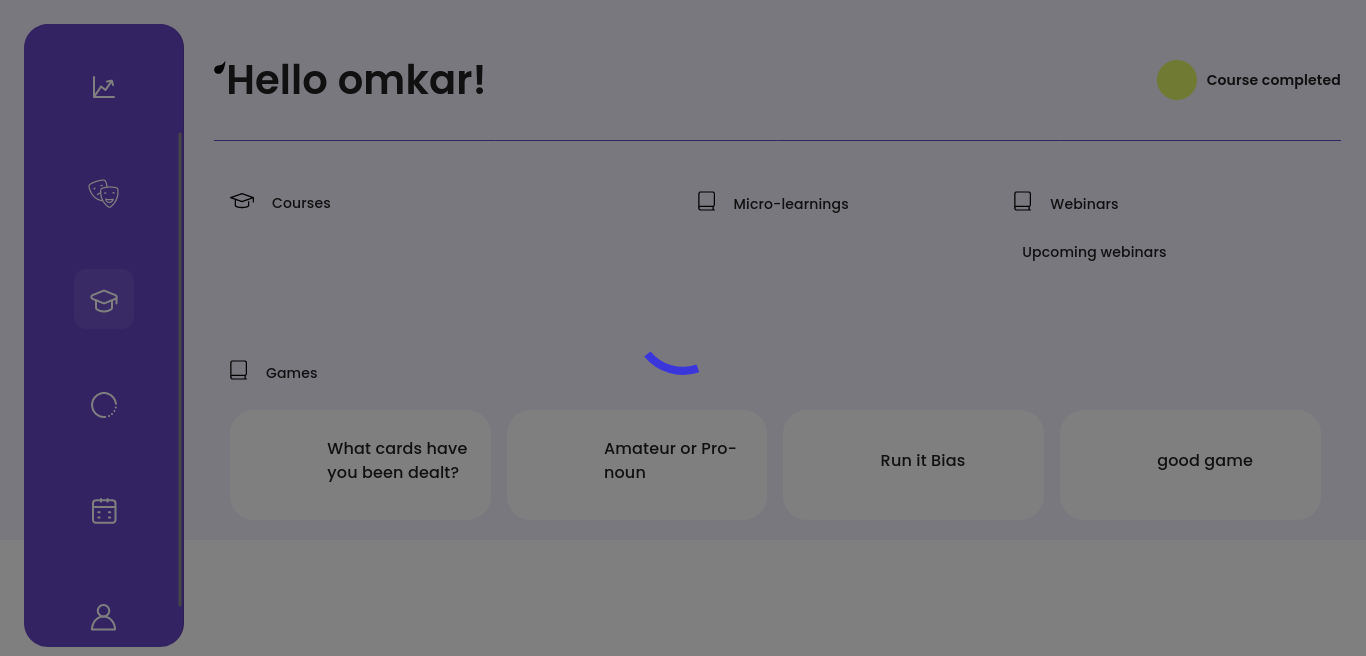 Hello omkar!
Course completed
Courses
Micro-learnings
Webinars
Upcoming webinars
Games
What cards have
you been dealt?
Amateur or Pro-
noun
Run it Bias
good game